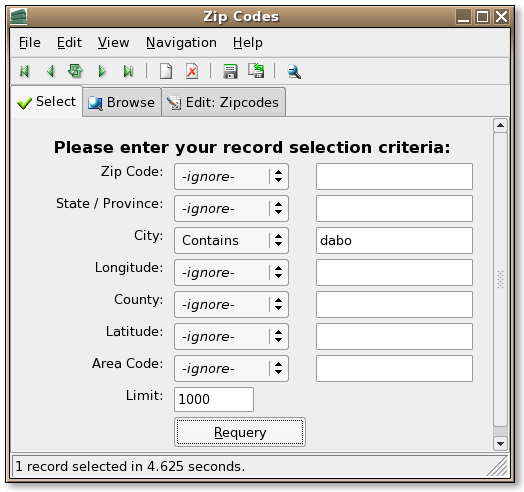 Zip Codes
File Edit View Navigation Help
Select Browse Edit: Zipcodes
Please enter your record selection criteria:
Zip Code: -ignore-
State / Province: -ignore-
City: Contains dabo
Longitude: -ignore-
County: -ignore-
Latitude: -ignore-
Area Code: -ignore-
Limit: 1000
Requery
1 record selected in 4.625 seconds.